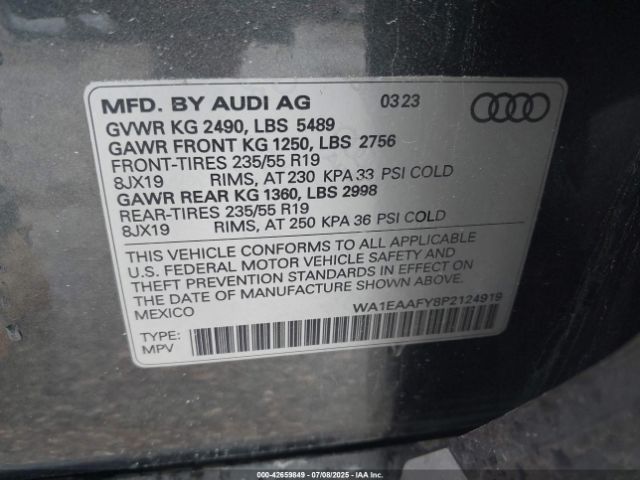 MFD. BY AUDI AG 03 23
GVWR KG 2490, LBS 5489
GAWR FRONT KG 1250, LBS 2756
FRONT-TIRES 235/55 R19
8JX19 RIMS, AT 230 KPA 33 PSI COLD
GAWR REAR KG 1360, LBS 2998
REAR-TIRES 235/55 R19
8JX19 RIMS, AT 250 KPA 36 PSI COLD
THIS VEHICLE CONFORMS TO ALL APPLICABLE
U.S. FEDERAL MOTOR VEHICLE SAFETY AND
THEFT PREVENTION STANDARDS IN EFFECT ON
THE DATE OF MANUFACTURE SHOWN ABOVE.
MEXICO WA1EAAFY8P2124919
TYPE:
MPV
000-42659849 - 07/08/2025 - IAA Inc.